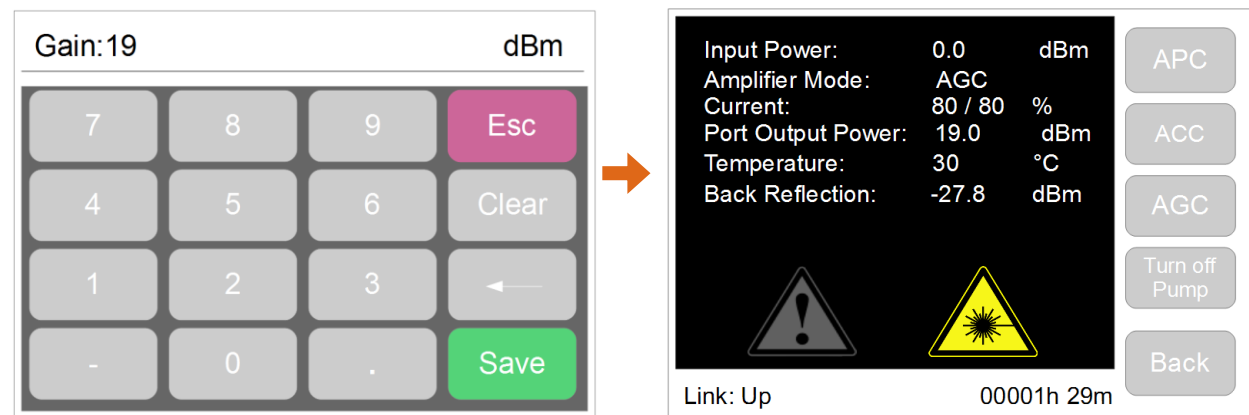 Gain:19 dBm
7 8 9 Esc
4 5 6 Clear
1 2 3
- 0 . Save
Input Power: 0.0 dBm
Amplifier Mode: AGC
Current: 80 / 80 %
Port Output Power: 19.0 dBm
Temperature: 30 °C
Back Reflection: -27.8 dBm
Link: Up 00001h 29m
APC
ACC
AGC
Turn off
Pump
Back